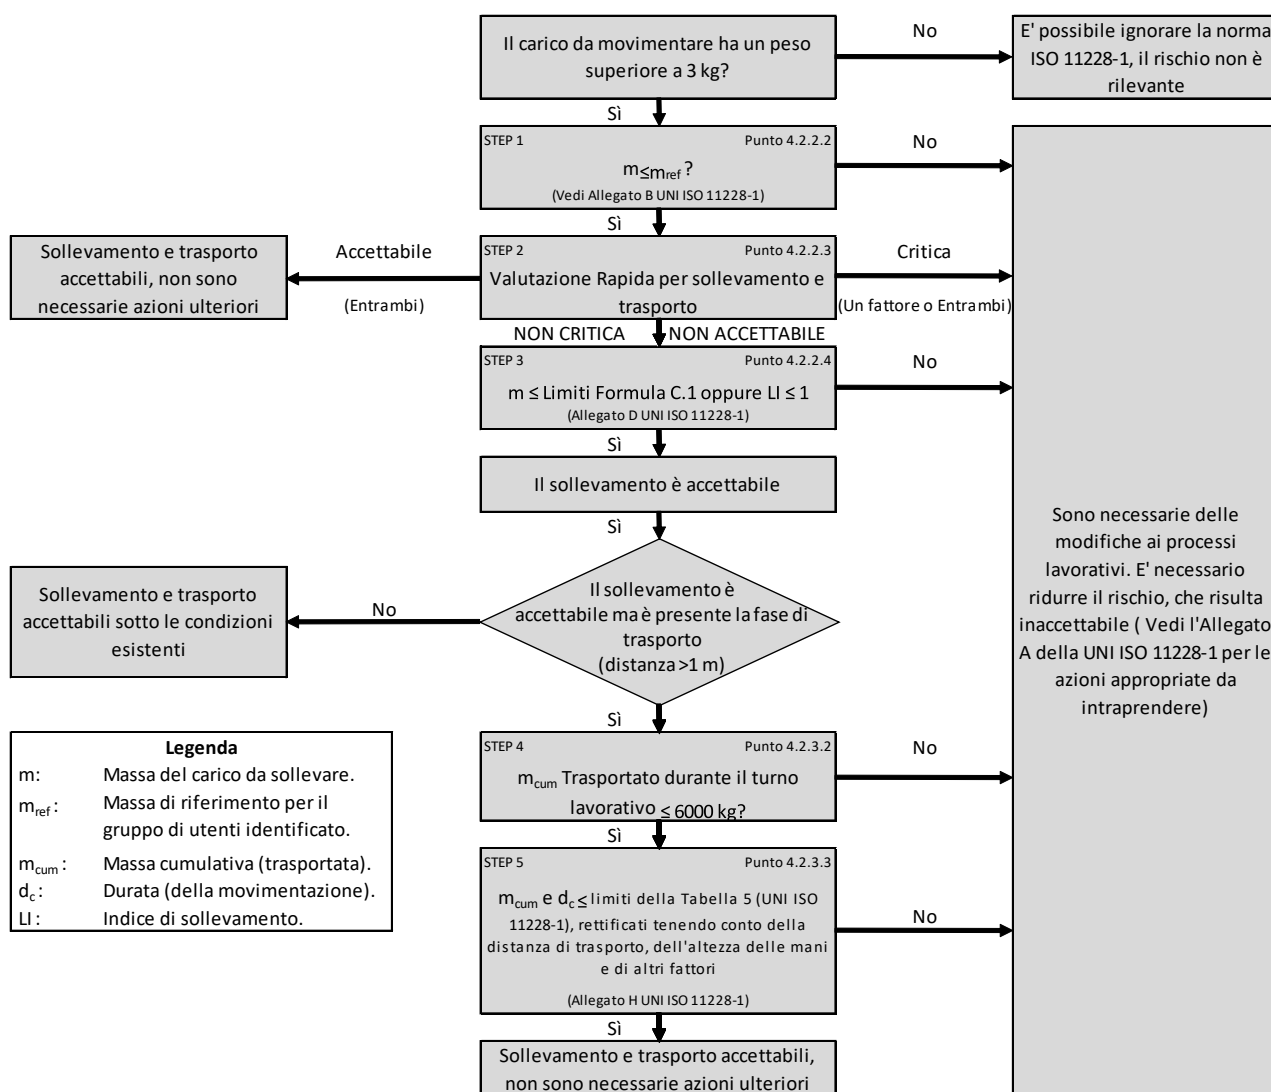 Il carico da movimentare ha un peso
superiore a 3 kg?
No
E' possibile ignorare la norma
ISO 11228-1, il rischio non è
rilevante
Sì
STEP 1 Punto 4.2.2.2
m≤mref ?
(Vedi Allegato B UNI ISO 11228-1)
No
Sì
Sollevamento e trasporto
accettabili, non sono
necessarie azioni ulteriori
Accettabile
(Entrambi)
STEP 2 Punto 4.2.2.3
Valutazione Rapida per sollevamento e
trasporto
Critica
(Un fattore o Entrambi)
NON CRITICA NON ACCETTABILE
STEP 3 Punto 4.2.2.4
m ≤ Limiti Formula C.1 oppure LI ≤ 1
(Allegato D UNI ISO 11228-1)
No
Sì
Il sollevamento è accettabile
Sì
Il sollevamento è
accettabile ma è presente la fase di
trasporto
(distanza >1 m)
No
Sollevamento e trasporto
accettabili sotto le condizioni
esistenti
Sono necessarie delle
modifiche ai processi
lavorativi. E' necessario
ridurre il rischio, che risulta
inaccettabile ( Vedi l'Allegato
A della UNI ISO 11228-1 per le
azioni appropriate da
intraprendere)
Sì
STEP 4 Punto 4.2.3.2
mcum Trasportato durante il turno
lavorativo ≤ 6000 kg?
No
Sì
STEP 5 Punto 4.2.3.3
mcum e dc ≤ limiti della Tabella 5 (UNI ISO
11228-1), rettificati tenendo conto della
distanza di trasporto, dell'altezza delle mani
e di altri fattori
(Allegato H UNI ISO 11228-1)
No
Sì
Sollevamento e trasporto accettabili,
non sono necessarie azioni ulteriori
Legenda
m: Massa del carico da sollevare.
mref : Massa di riferimento per il
gruppo di utenti identificato.
mcum : Massa cumulativa (trasportata).
dc : Durata (della movimentazione).
LI : Indice di sollevamento.